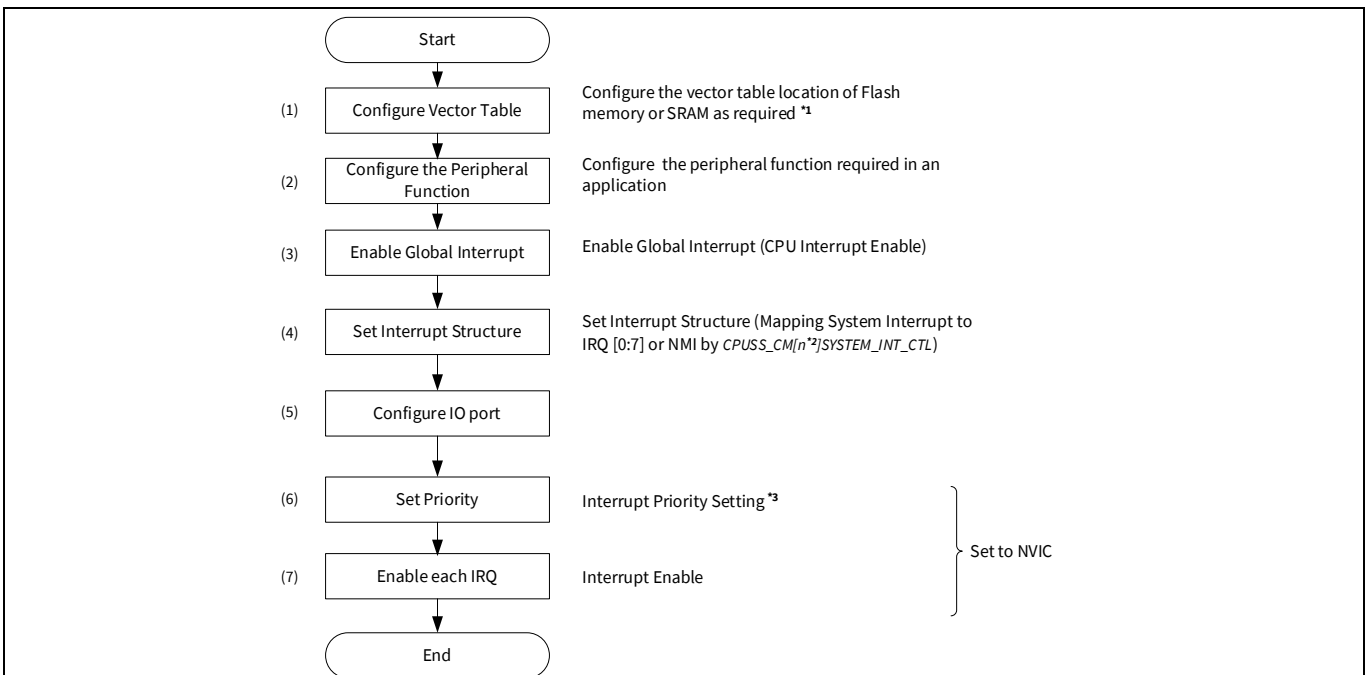 Start
(1)
Configure Vector Table
Configure the vector table location of Flash
memory or SRAM as required *1
(2)
Configure the Peripheral
Function
Configure  the peripheral function required in an
application
(3)
Enable Global Interrupt
Enable Global Interrupt (CPU Interrupt Enable)
(4)
Set Interrupt Structure
Set Interrupt Structure (Mapping System Interrupt to
IRQ [0:7] or NMI by CPUSS_CM[n*2]SYSTEM_INT_CTL)
(5)
Configure IO port
(6)
Set Priority
Interrupt Priority Setting *3
Set to NVIC
(7)
Enable each IRQ
Interrupt Enable
End